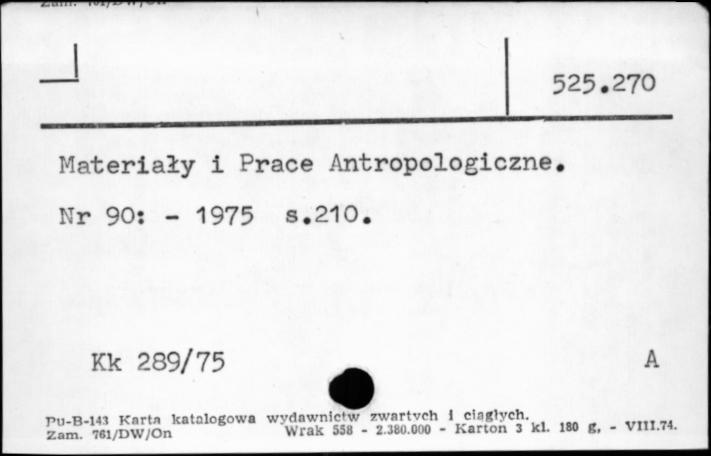 525.270
Materiały i Prace Antropologiczne.
Nr 90: - 1975 s.210.
Kk 289/75 A
Pu-B-143 Karta katalogowa wydawnictw zwartych i ciągłych.
Zam. 761/DW/On Wrak 558 - 2.380.000 - Karton 3 kl. 180 g, - VIII.74.